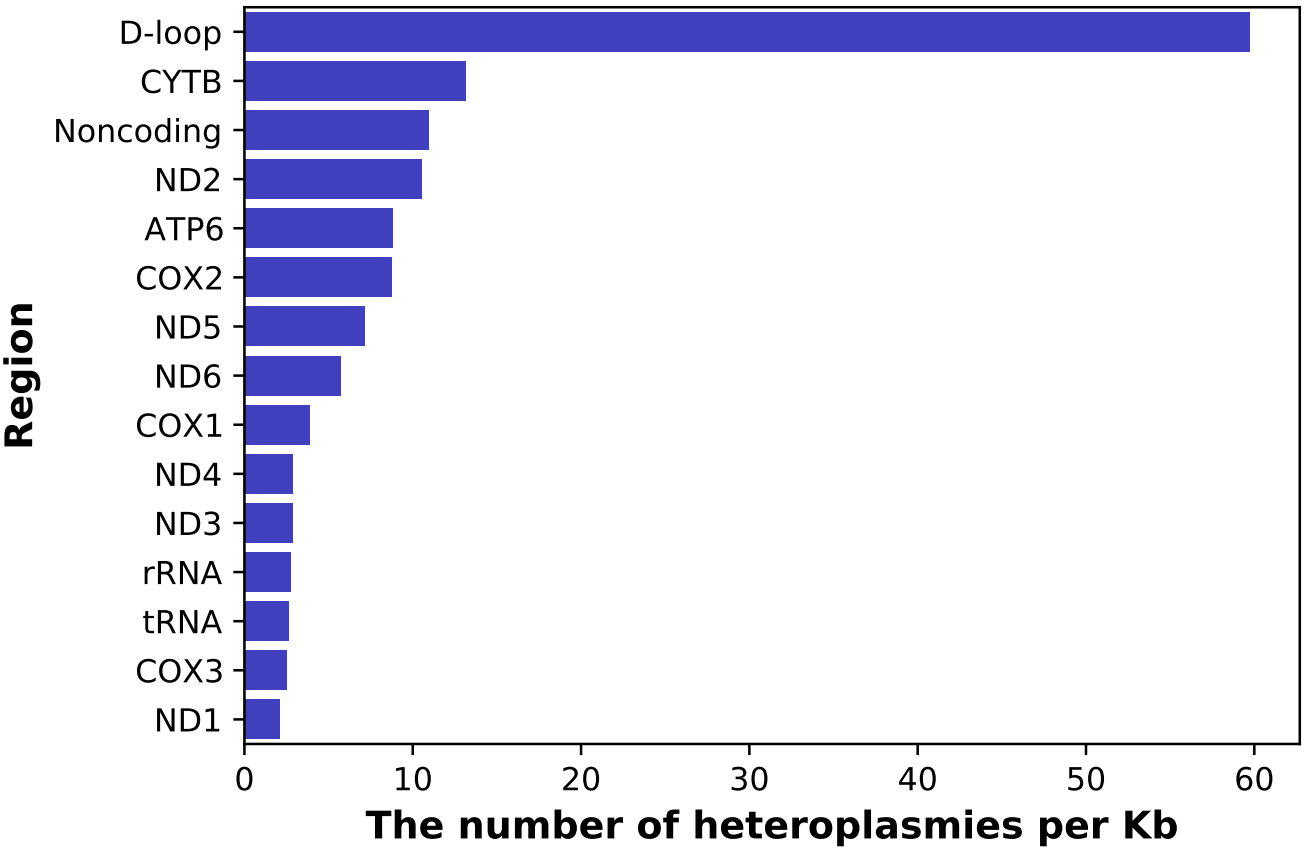 D-loop
CYTB
Noncoding
ND2
ATP6
COX2
ND5
ND6
COX1
ND4
ND3
rRNA
tRNA
COX3
ND1
Region
0 10 20 30 40 50 60
The number of heteroplasmies per Kb